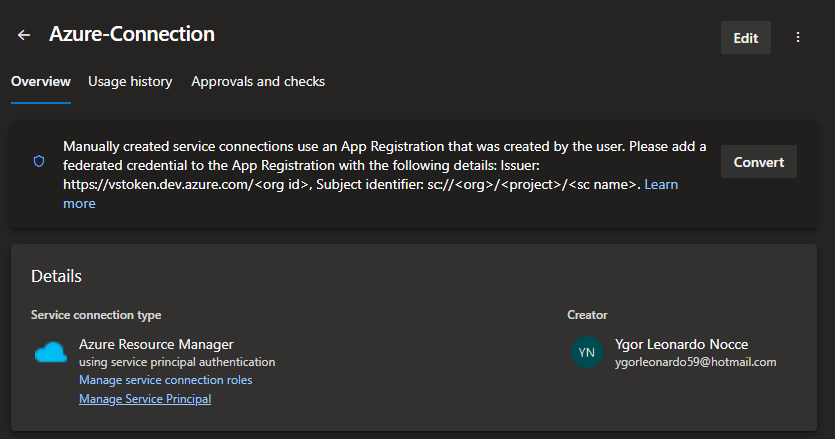 Azure-Connection
Edit
Overview
Usage history
Approvals and checks
Manually created service connections use an App Registration that was created by the user. Please add a
federated credential to the App Registration with the following details: Issuer:
https://vstoken.dev.azure.com/<org id>, Subject identifier: sc://<org>/<project>/<sc name>. Learn
more
Convert
Details
Service connection type
Azure Resource Manager
using service principal authentication
Manage service connection roles
Manage Service Principal
Creator
YN
Ygor Leonardo Nocce
ygorleonardo59@hotmail.com